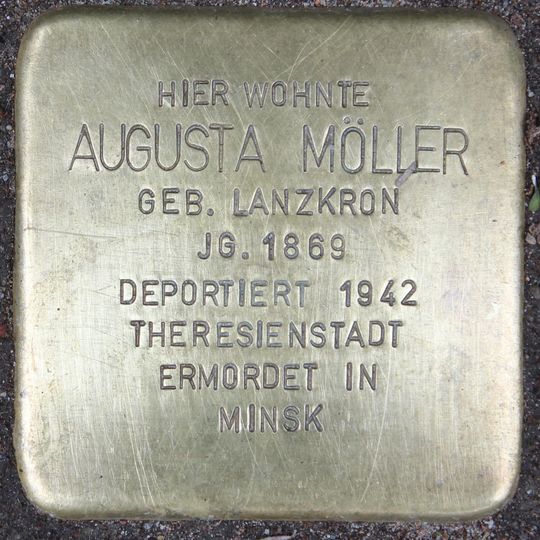 HIER WOHNTE
AUGUSTA MÖLLER
GEB. LANZKRON
JG. 1869
DEPORTIERT 1942
THERESIENSTADT
ERMORDET IN
MINSK